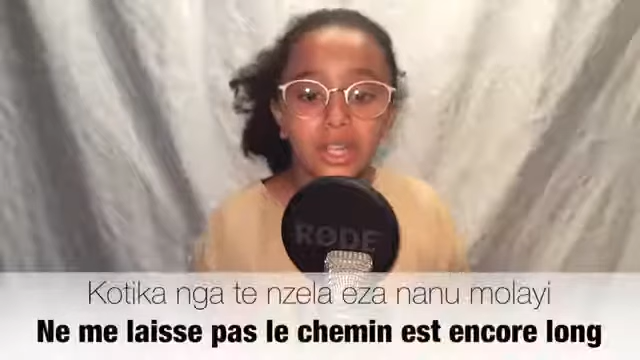 RØDE
Kotika nga te nzela eza nanu molayi
Ne me laisse pas le chemin est encore long